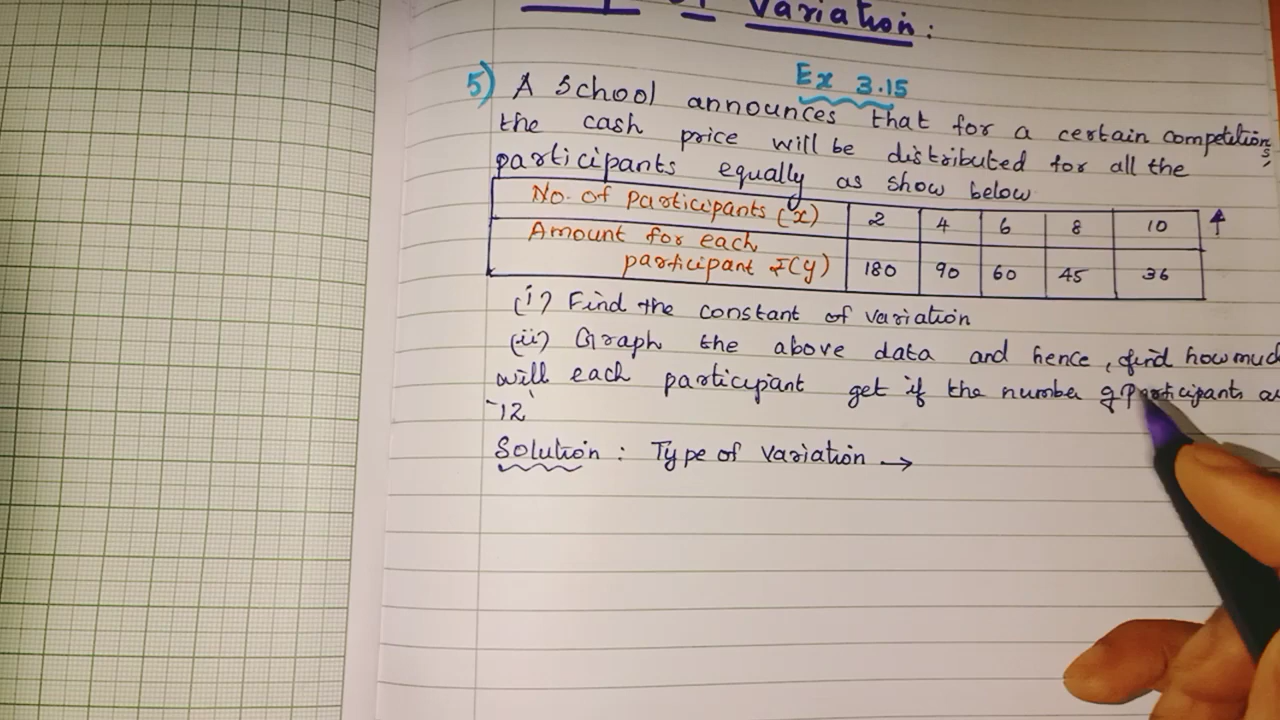 of Variation:
Ex 3.15
5) A School announces that for a certain competitions,
the cash price will be distributed for all the
participants equally as show below
No. of participants (x) 2 4 6 8 10
Amount for each
participant ₹(y) 180 90 60 45 36
(i) Find the constant of variation
(ii) Graph the above data and hence, find how much
will each participant get if the number of participants a
12
Solution: Type of variation →